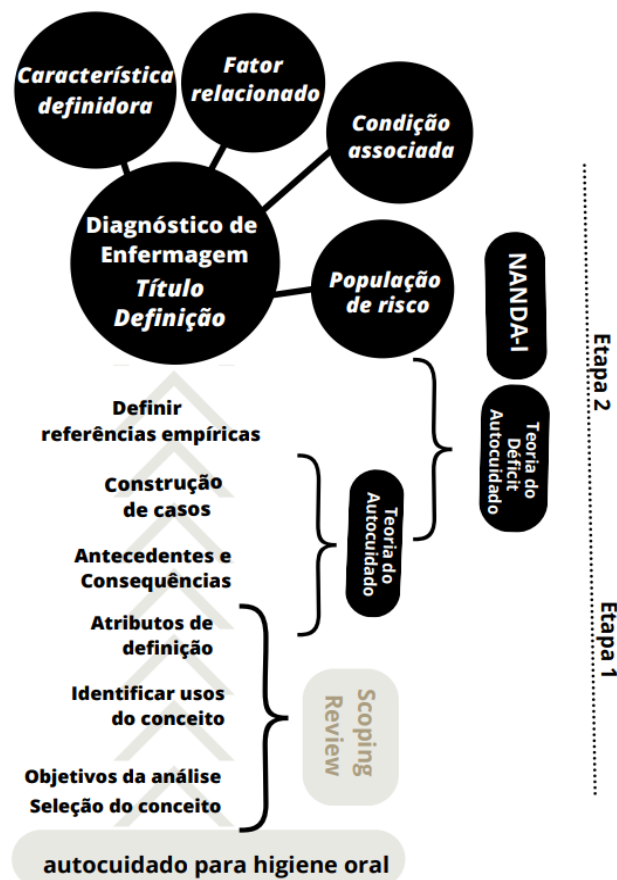 Característica
definidora
Fator
relacionado
Condição
associada
Diagnóstico de
Enfermagem
Título
Definição
População
de risco
NANDA-I
Etapa 2
Definir
referências empíricas
Teoria do
Déficit
Autocuidado
Construção
de casos
Teoria do
Autocuidado
Antecedentes e
Consequências
Atributos de
definição
Etapa 1
Identificar usos
do conceito
Scoping
Review
Objetivos da análise
Seleção do conceito
autocuidado para higiene oral